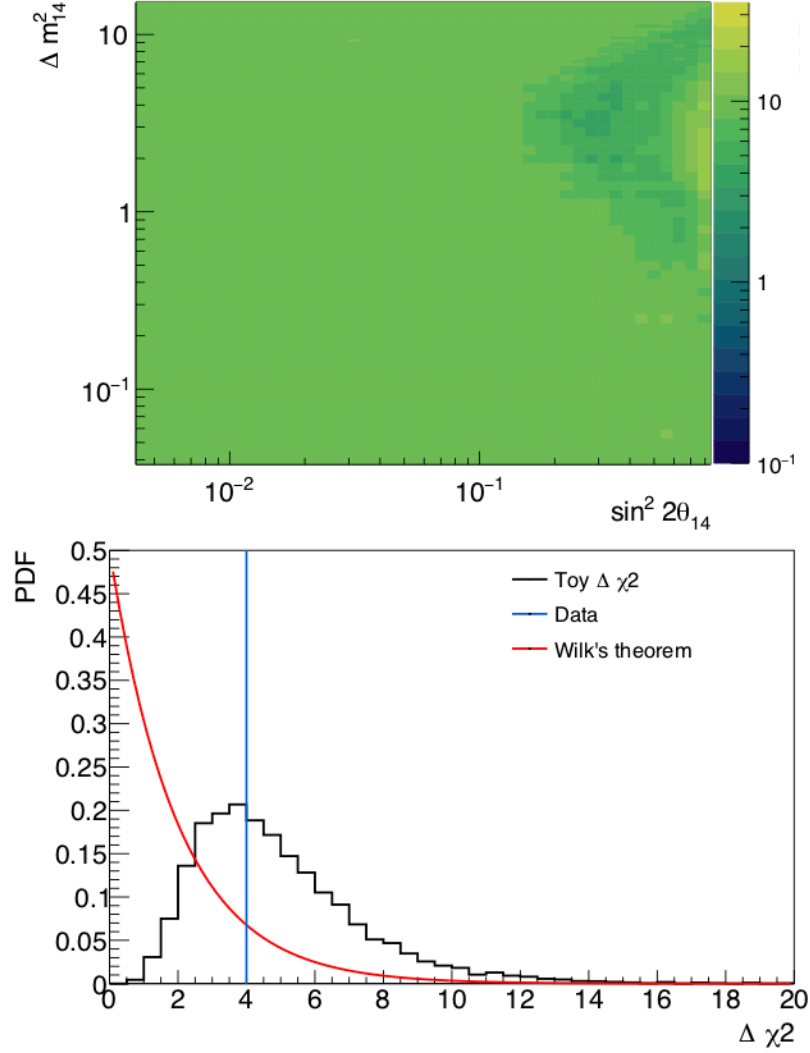 Δ m²₁₄
10
1
10⁻¹
10⁻² 10⁻¹
sin² 2θ₁₄
10
1
10⁻¹
PDF
0.5
0.45
0.4
0.35
0.3
0.25
0.2
0.15
0.1
0.05
0
0 2 4 6 8 10 12 14 16 18 20
Δ χ2
Toy Δ χ2
Data
Wilk's theorem